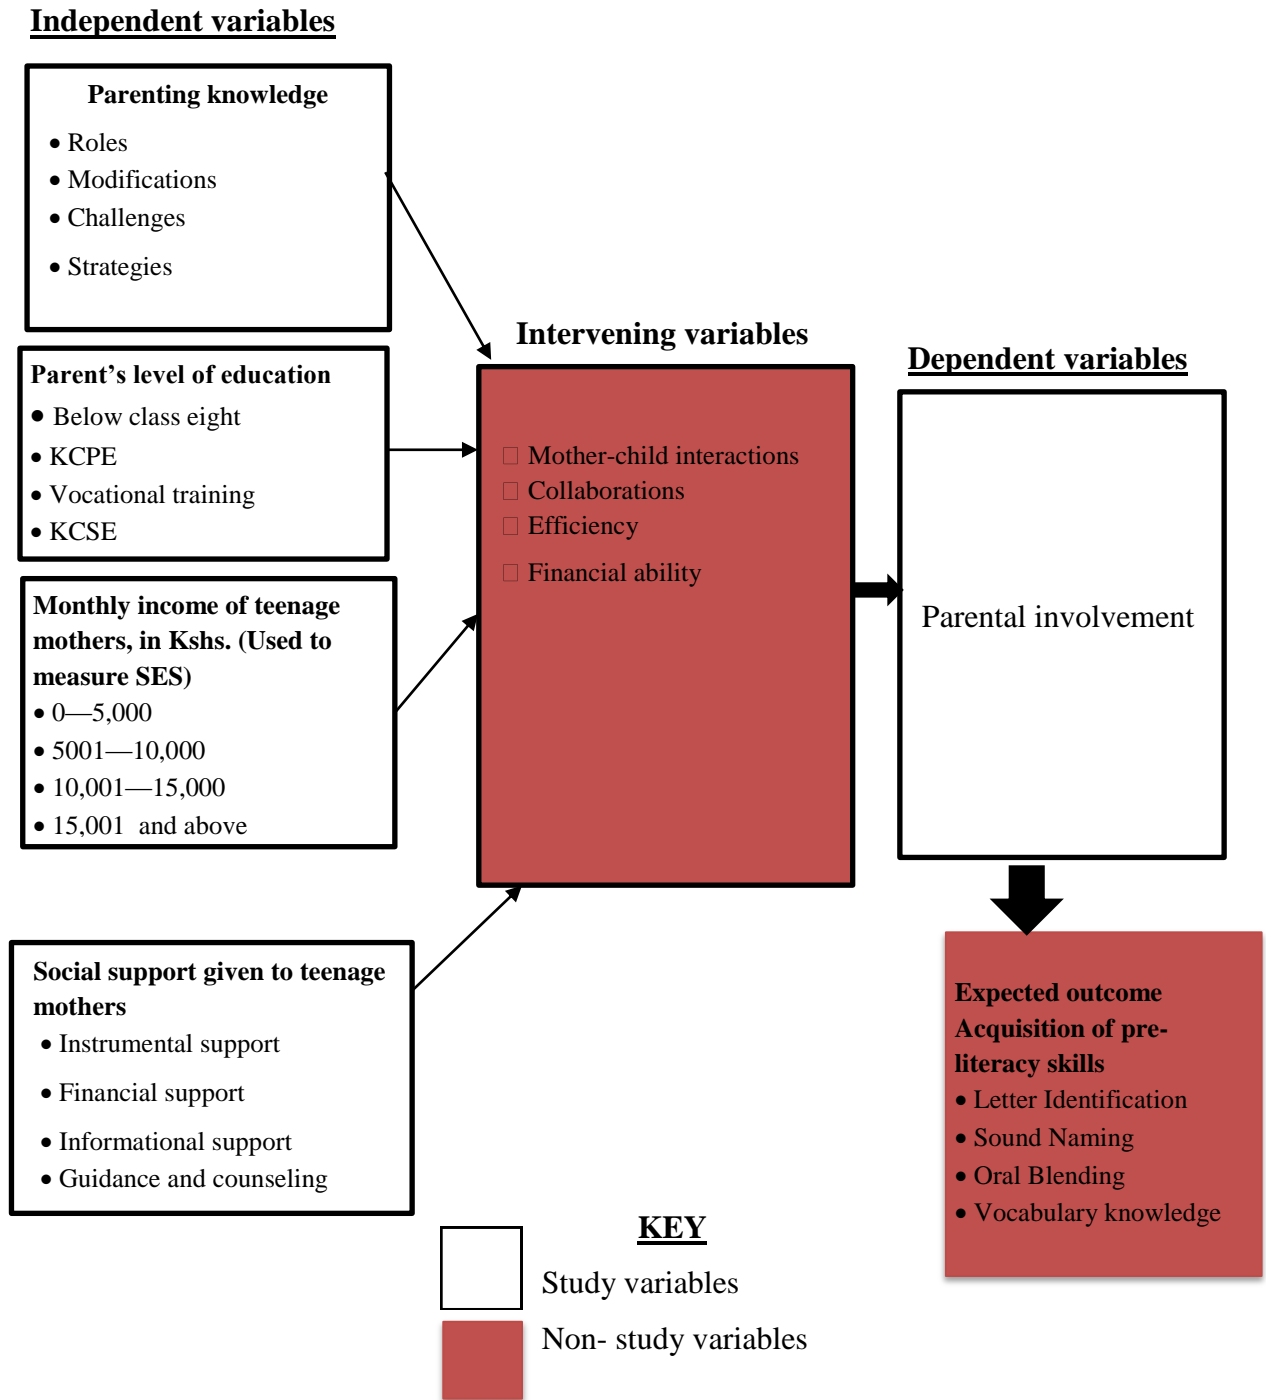 Independent variables
Parenting knowledge
• Roles
• Modifications
• Challenges
• Strategies
Parent's level of education
• Below class eight
• KCPE
• Vocational training
• KCSE
Monthly income of teenage
mothers, in Kshs. (Used to
measure SES)
• 0—5,000
• 5001—10,000
• 10,001—15,000
• 15,001 and above
Social support given to teenage
mothers
• Instrumental support
• Financial support
• Informational support
• Guidance and counseling
Intervening variables
Mother-child interactions
Collaborations
Efficiency
Financial ability
Dependent variables
Parental involvement
Expected outcome
Acquisition of pre-
literacy skills
• Letter Identification
• Sound Naming
• Oral Blending
• Vocabulary knowledge
KEY
Study variables
Non- study variables